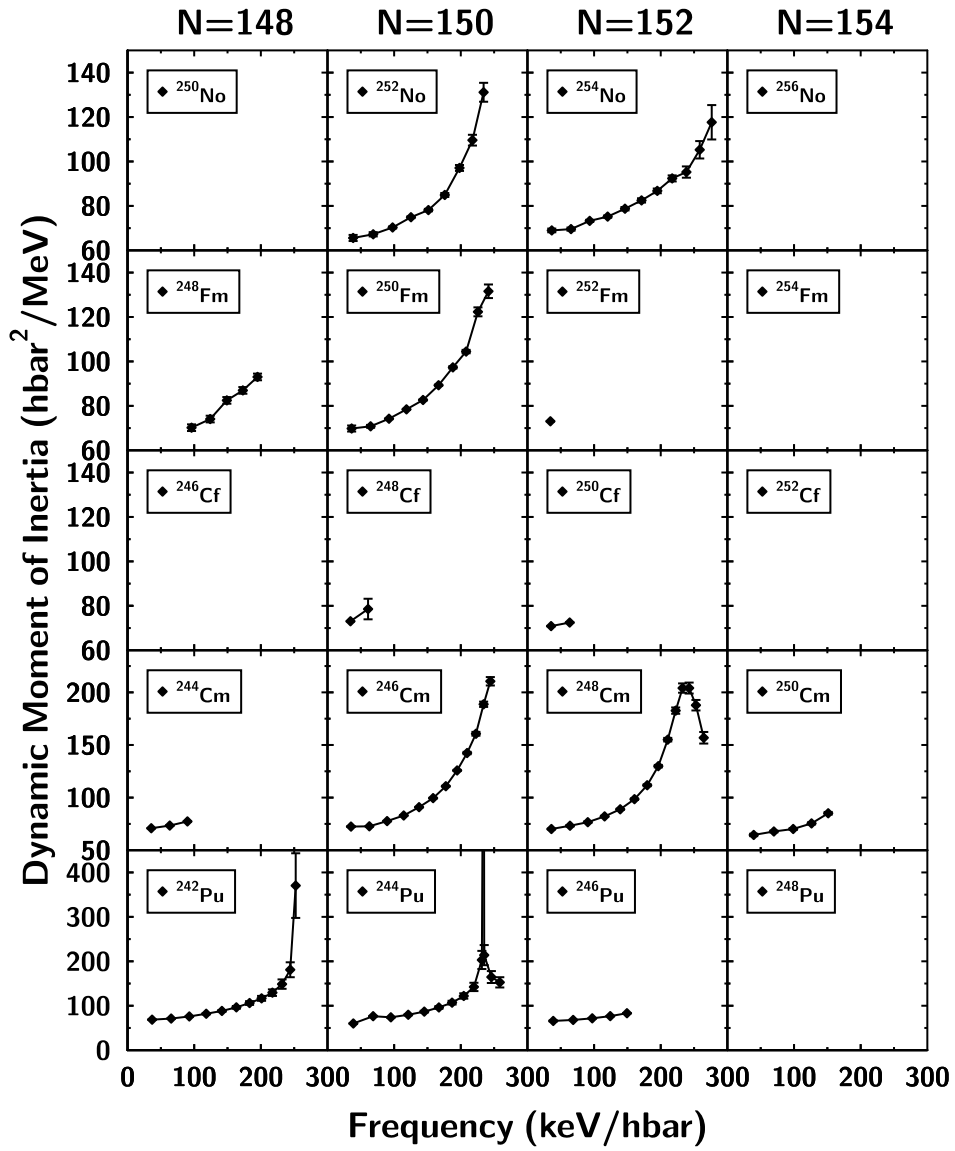 N=148 N=150 N=152 N=154
140 ²⁵⁰No ²⁵²No ²⁵⁴No ²⁵⁶No
120
100
80
60
140 ²⁴⁸Fm ²⁵⁰Fm ²⁵²Fm ²⁵⁴Fm
120
100
80
60
140 ²⁴⁶Cf ²⁴⁸Cf ²⁵⁰Cf ²⁵²Cf
120
100
80
60
200 ²⁴⁴Cm ²⁴⁶Cm ²⁴⁸Cm ²⁵⁰Cm
150
100
50
400 ²⁴²Pu ²⁴⁴Pu ²⁴⁶Pu ²⁴⁸Pu
300
200
100
0
0 100 200 300 100 200 300 100 200 300 100 200 300
Frequency (keV/hbar)
Dynamic Moment of Inertia (hbar²/MeV)